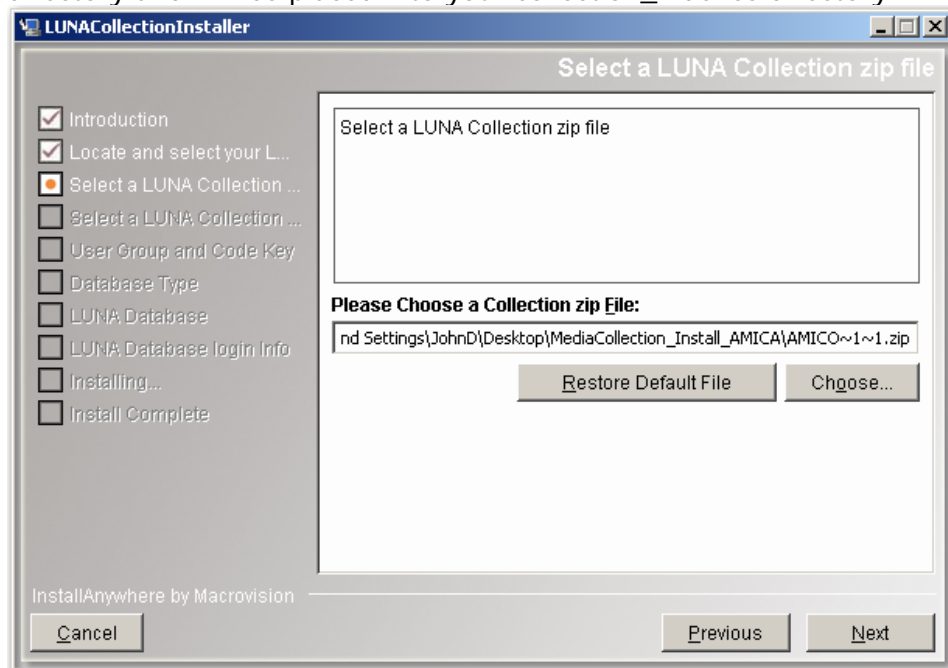 LUNACollectionInstaller
Select a LUNA Collection zip file
Introduction
Locate and select your L...
Select a LUNA Collection ...
Select a LUNA Collection ...
User Group and Code Key
Database Type
LUNA Database
LUNA Database login Info
Installing...
Install Complete
Select a LUNA Collection zip file
Please Choose a Collection zip File:
nd Settings\JohnD\Desktop\MediaCollection_Install_AMICA\AMICO~1~1.zip
Restore Default File
Choose...
InstallAnywhere by Macrovision
Cancel
Previous
Next